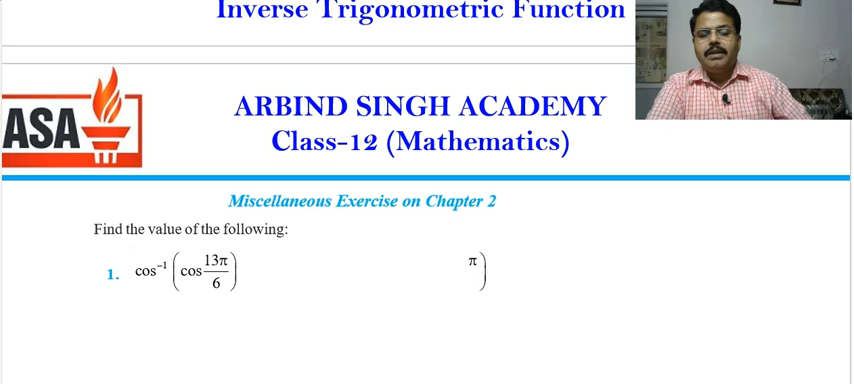 Inverse Trigonometric Function
ASA
ARBIND SINGH ACADEMY
Class-12 (Mathematics)
Miscellaneous Exercise on Chapter 2
Find the value of the following:
1. cos⁻¹(cos 13π/6) π)